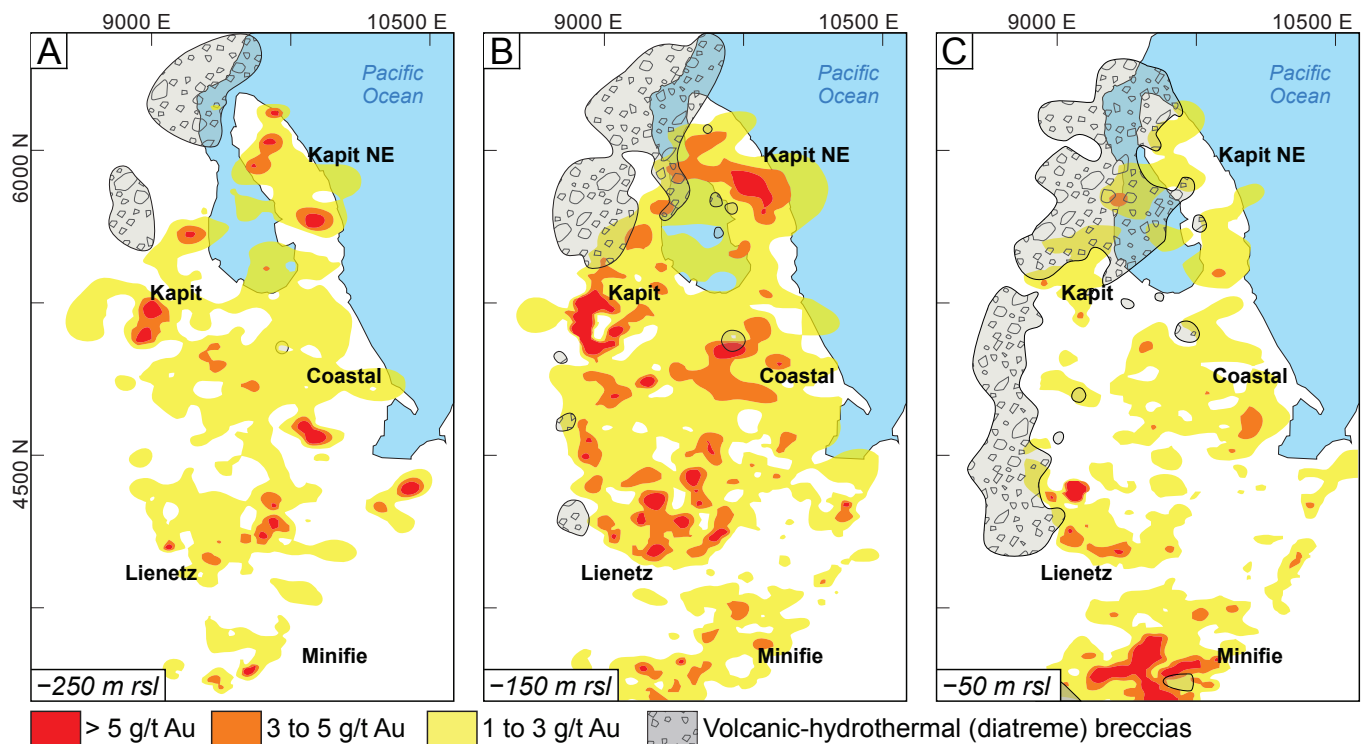 9000 E
10500 E
9000 E
10500 E
9000 E
10500 E
A
B
C
Pacific
Ocean
Pacific
Ocean
Pacific
Ocean
6000 N
4500 N
Kapit NE
Kapit
Coastal
Lienetz
Minifie
Kapit NE
Kapit
Coastal
Lienetz
Minifie
Kapit NE
Kapit
Coastal
Lienetz
Minifie
−250 m rsl
−150 m rsl
−50 m rsl
> 5 g/t Au
3 to 5 g/t Au
1 to 3 g/t Au
Volcanic-hydrothermal (diatreme) breccias